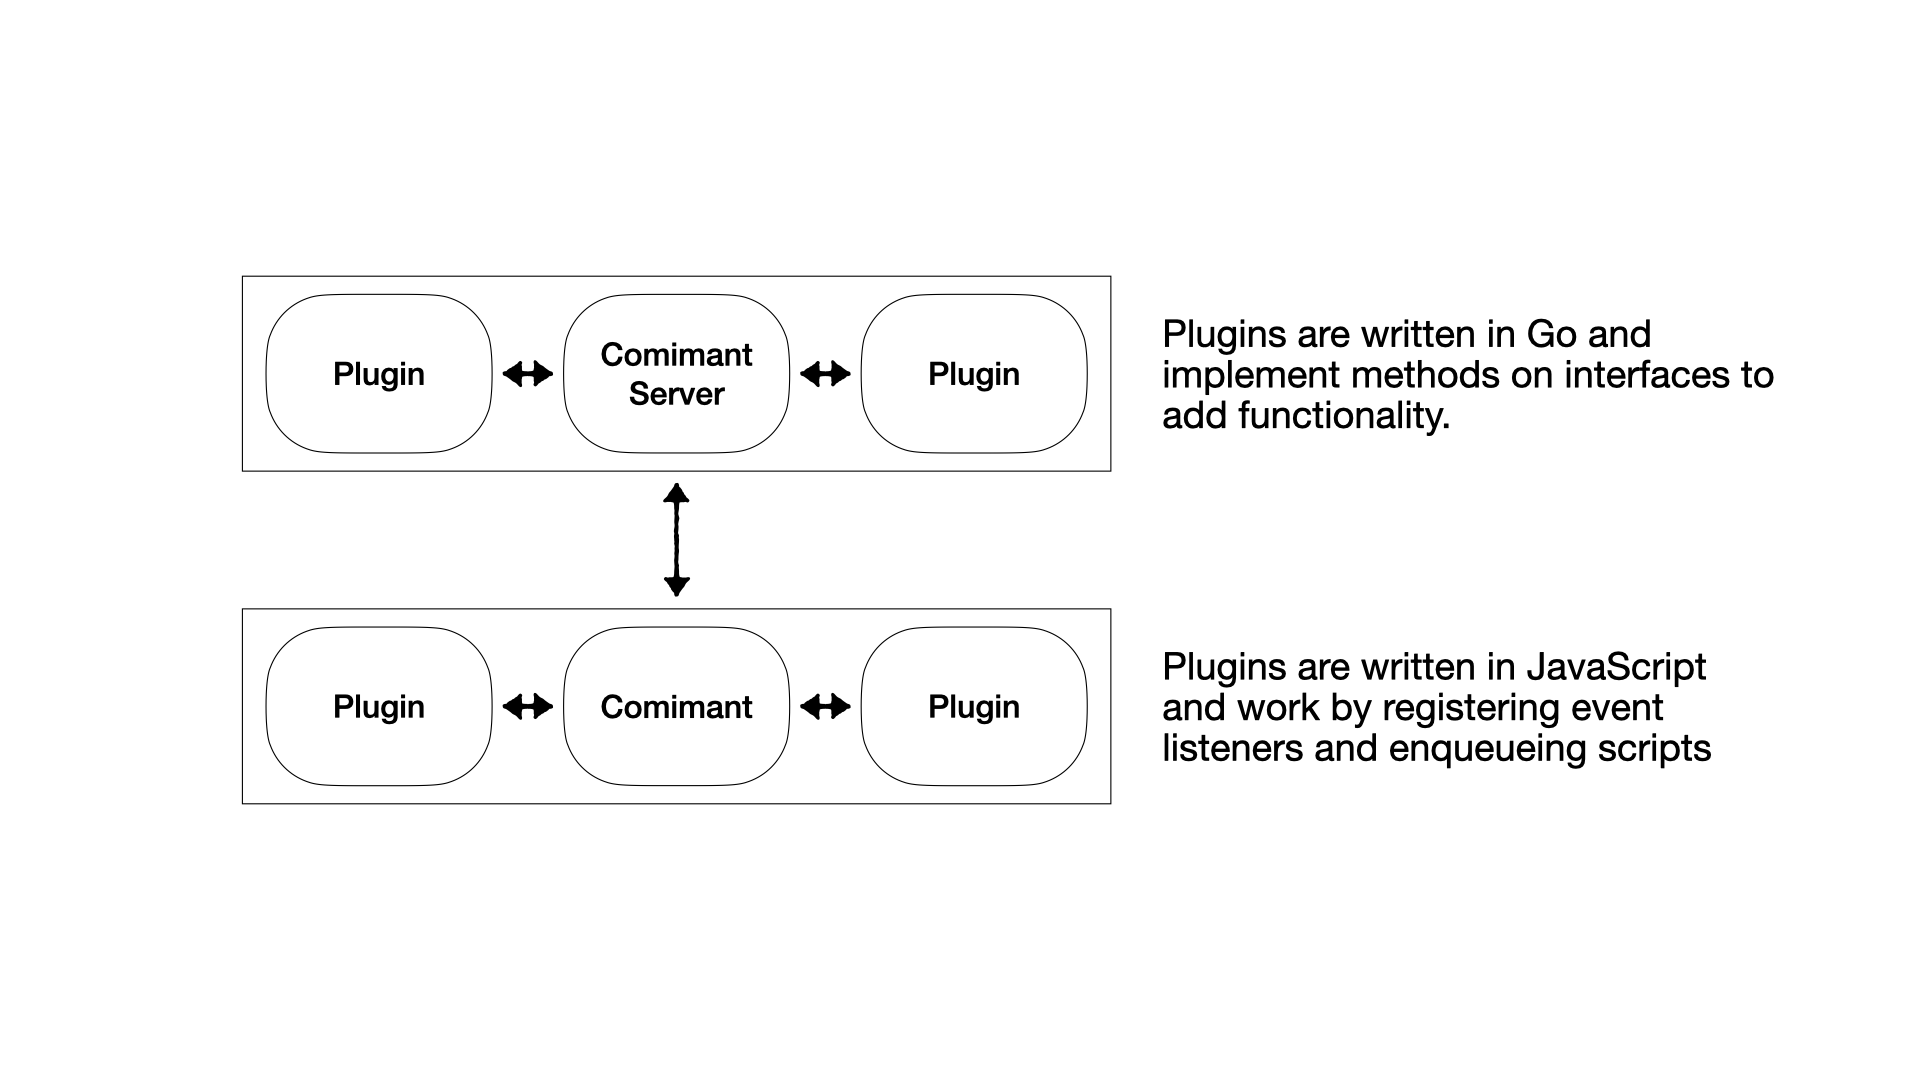 Plugin
Comimant
Server
Plugin
Plugins are written in Go and
implement methods on interfaces to
add functionality.
Plugin
Comimant
Plugin
Plugins are written in JavaScript
and work by registering event
listeners and enqueueing scripts